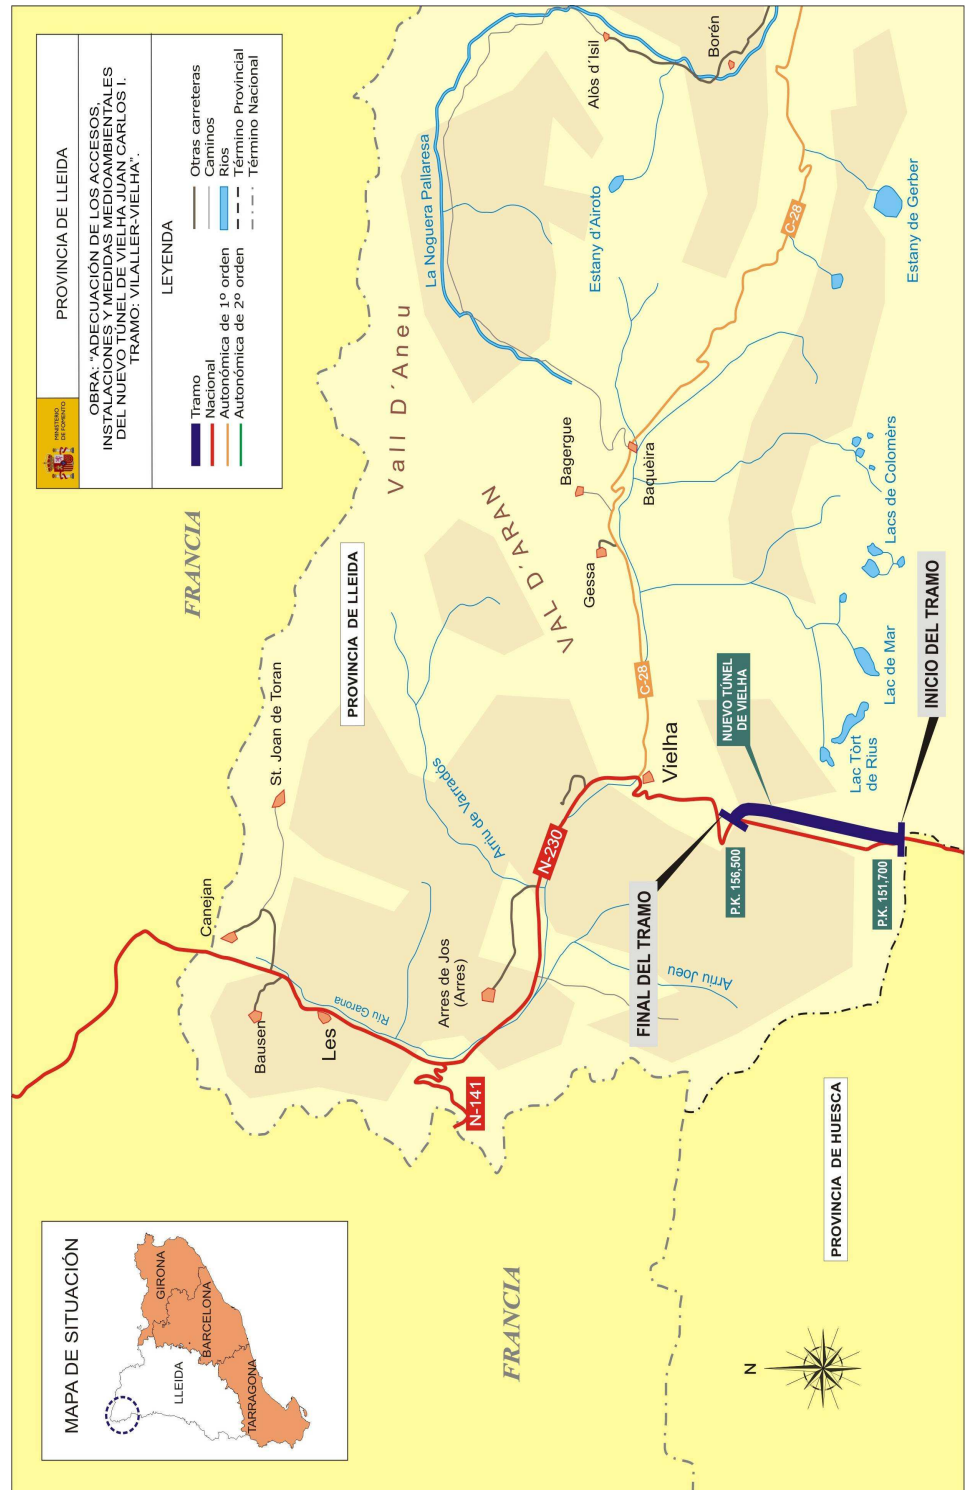 MINISTERIO
DE FOMENTO
PROVINCIA DE LLEIDA
OBRA: “ADECUACIÓN DE LOS ACCESOS,
INSTALACIONES Y MEDIDAS MEDIOAMBIENTALES
DEL NUEVO TÚNEL DE VIELHA JUAN CARLOS I.
TRAMO: VILALLER-VIELHA”.
LEYENDA
Tramo
Nacional
Autonómica de 1º orden
Autonómica de 2º orden
Otras carreteras
Caminos
Ríos
Término Provincial
Término Nacional
MAPA DE SITUACIÓN
LLEIDA
GIRONA
BARCELONA
TARRAGONA
FRANCIA
FRANCIA
PROVINCIA DE LLEIDA
PROVINCIA DE HUESCA
N
Vall D´Aneu
VAL D´ARAN
La Noguera Pallaresa
Alòs d´Isil
Borén
Estany d'Airoto
Estany de Gerber
C-28
Bagergue
Baquèira
Gessa
C-28
Lacs de Colomèrs
Lac de Mar
Lac Tòrt
de Rius
Vielha
NUEVO TÚNEL
DE VIELHA
INICIO DEL TRAMO
FINAL DEL TRAMO
P.K. 156,500
P.K. 151,700
St. Joan de Toran
Canejan
Bausen
Les
Riu Garona
Arriu de Varradòs
Arres de Jos
(Arres)
N-230
N-141
Arriu Joeu